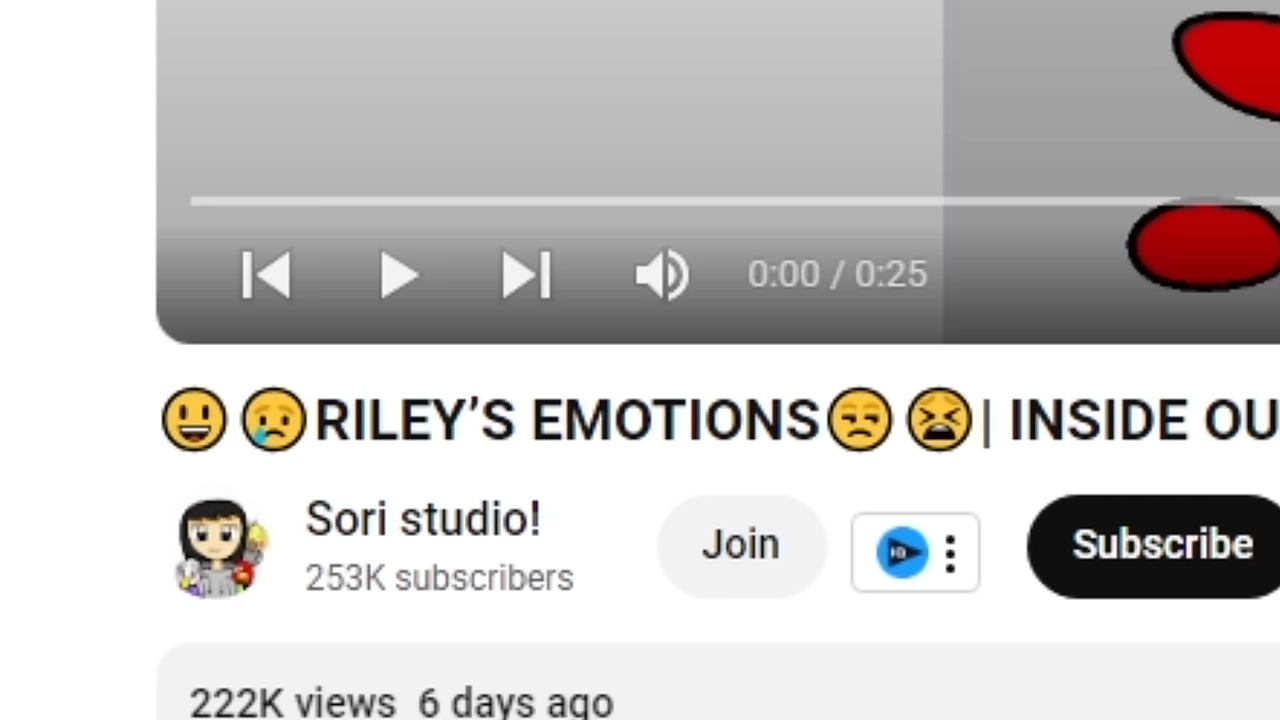 0:00 / 0:25
😃 😢RILEY’S EMOTIONS😒 😫| INSIDE OU
Sori studio!
253K subscribers
Join
Subscribe
222K views 6 days ago